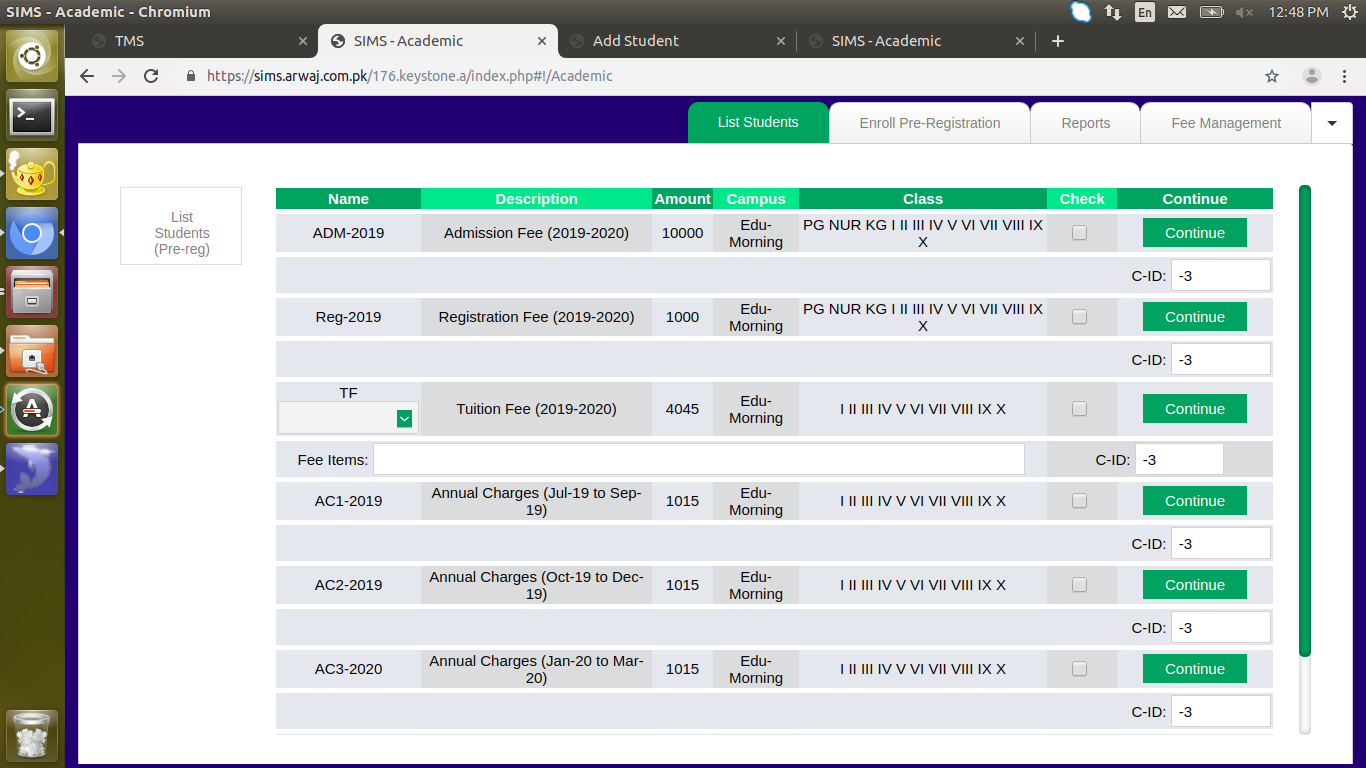 SIMS - Academic - Chromium
En
12:48 PM
TMS
SIMS - Academic
Add Student
SIMS - Academic
https://sims.arwaj.com.pk/176.keystone.a/index.php#!/Academic
List Students
Enroll Pre-Registration
Reports
Fee Management
List
Students
(Pre-reg)
Name Description Amount Campus Class Check Continue
ADM-2019 Admission Fee (2019-2020) 10000 Edu-
Morning PG NUR KG I II III IV V VI VII VIII IX
X Continue
C-ID: -3
Reg-2019 Registration Fee (2019-2020) 1000 Edu-
Morning PG NUR KG I II III IV V VI VII VIII IX
X Continue
C-ID: -3
TF
Tuition Fee (2019-2020) 4045 Edu-
Morning I II III IV V VI VII VIII IX X Continue
Fee Items: C-ID: -3
AC1-2019 Annual Charges (Jul-19 to Sep-
19) 1015 Edu-
Morning I II III IV V VI VII VIII IX X Continue
C-ID: -3
AC2-2019 Annual Charges (Oct-19 to Dec-
19) 1015 Edu-
Morning I II III IV V VI VII VIII IX X Continue
C-ID: -3
AC3-2020 Annual Charges (Jan-20 to Mar-
20) 1015 Edu-
Morning I II III IV V VI VII VIII IX X Continue
C-ID: -3